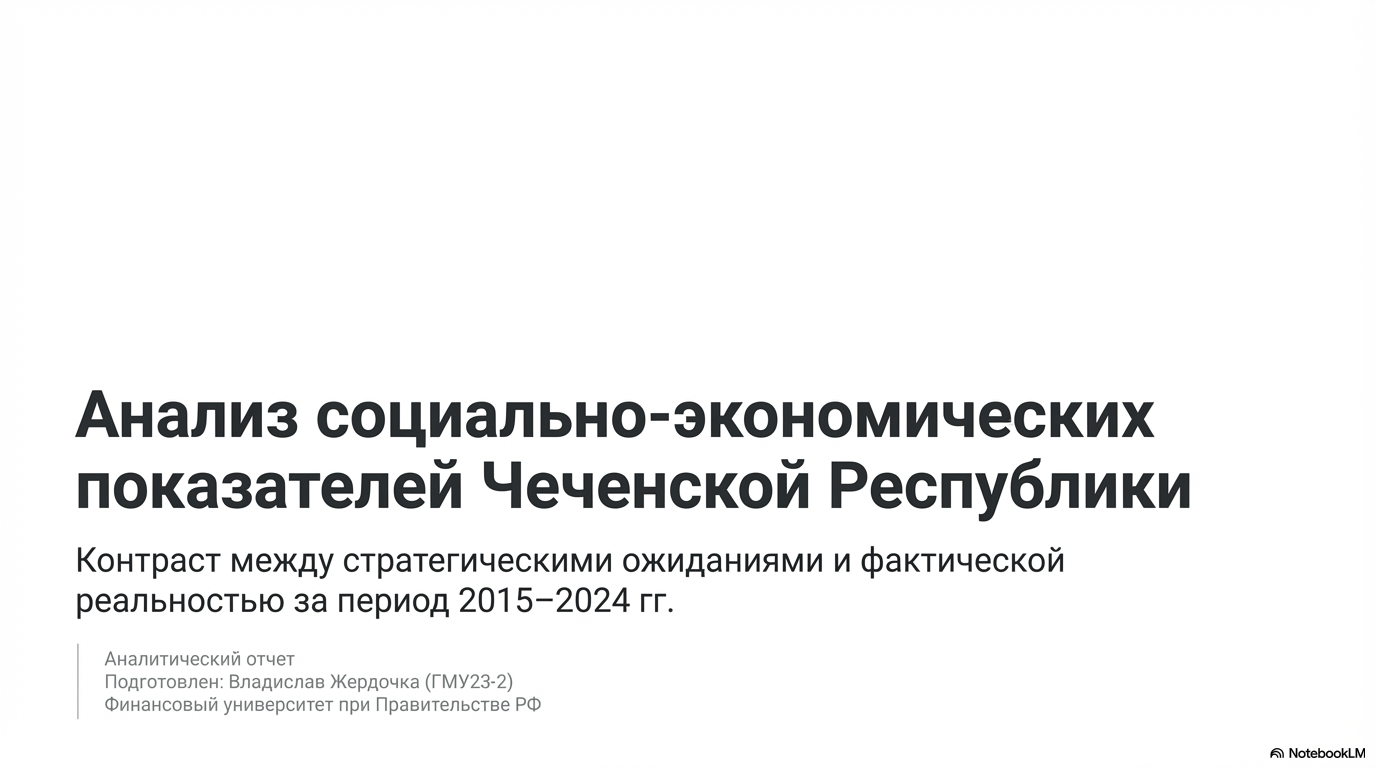 Анализ социально-экономических
показателей Чеченской Республики
Контраст между стратегическими ожиданиями и фактической
реальностью за период 2015–2024 гг.
Аналитический отчет
Подготовлен: Владислав Жердочка (ГМУ23-2)
Финансовый университет при Правительстве РФ
NotebookLM